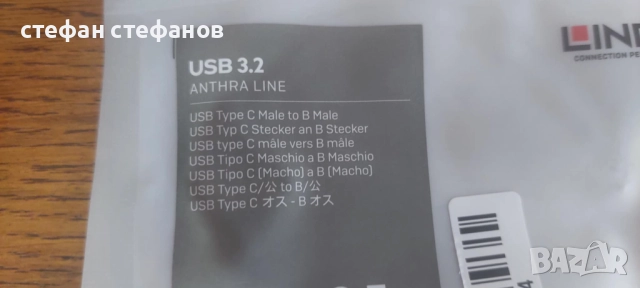 стефан стефанов
USB 3.2
ANTHRA LINE
USB Type C Male to B Male
USB Typ C Stecker an B Stecker
USB type C mâle vers B mâle
USB Tipo C Maschio a B Maschio
USB Tipo C (Macho) a B (Macho)
USB Type C/公 to B/公
USB Type C オス - B オス
CONNECTION
BAZAR